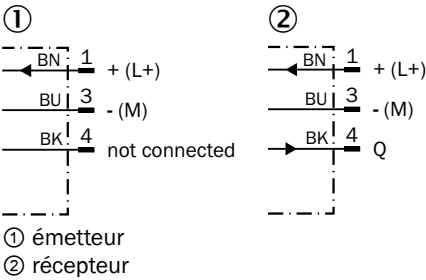 ① ②
BN 1 + (L+)
BU 3 - (M)
BK 4 not connected
BN 1 + (L+)
BU 3 - (M)
BK 4 Q
① émetteur
② récepteur